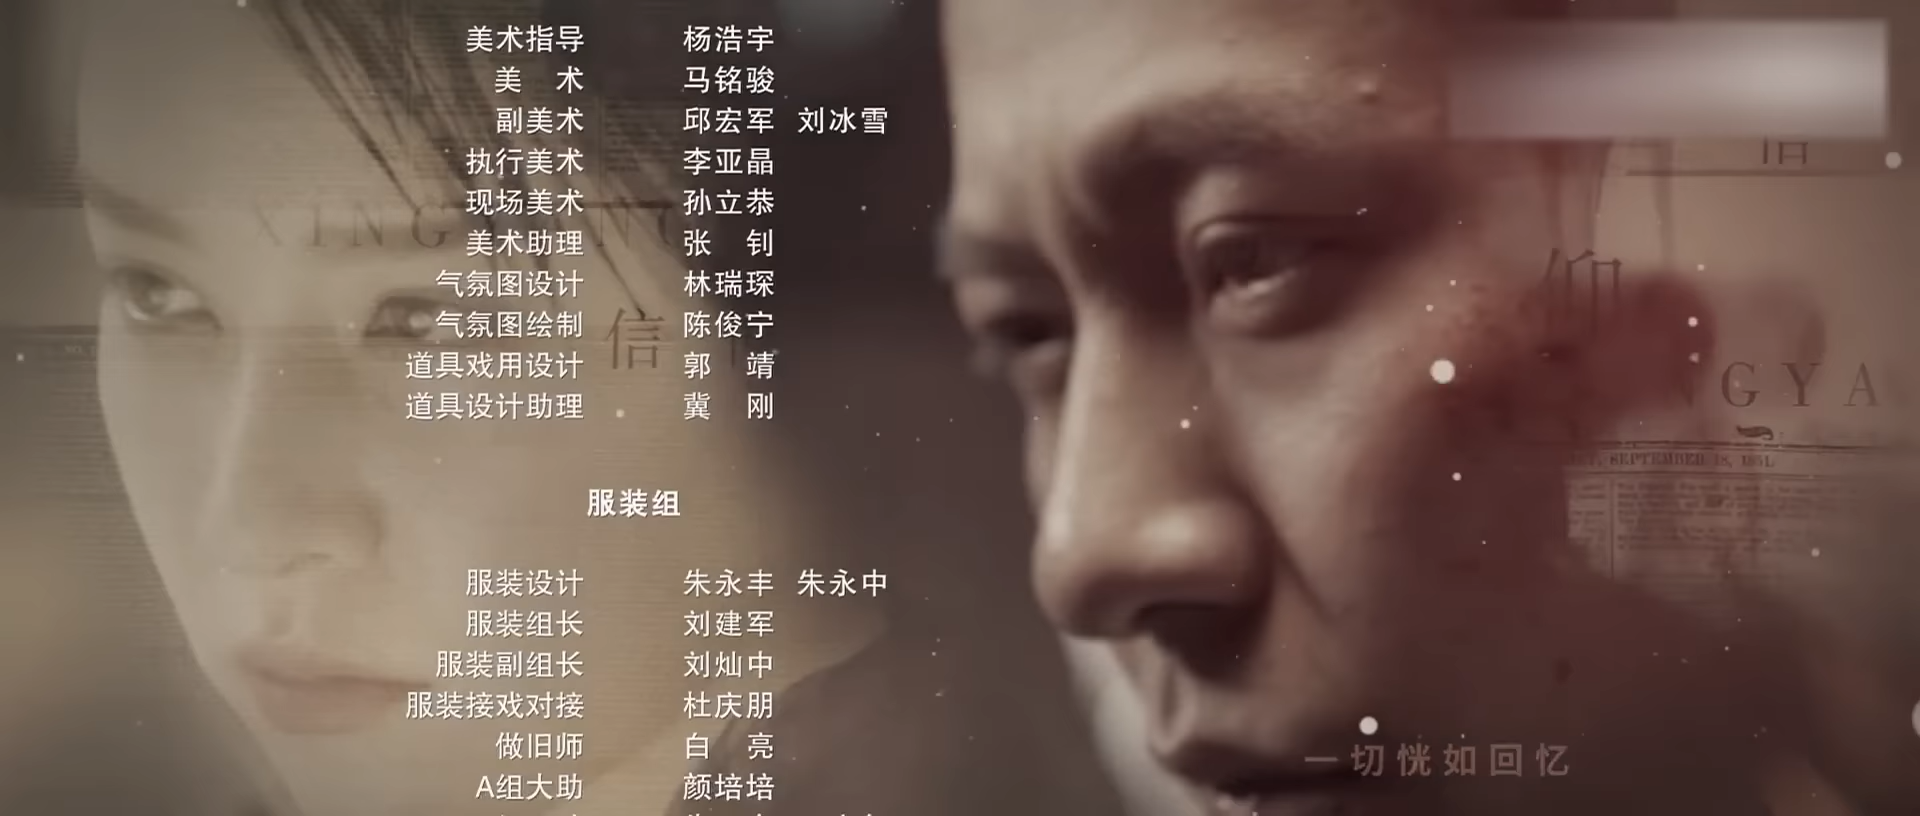 美术指导 杨浩宇
美 术 马铭骏
副美术 邱宏军 刘冰雪
执行美术 李亚晶
现场美术 孙立恭
美术助理 张 钊
气氛图设计 林瑞琛
气氛图绘制 陈俊宁
道具戏用设计 郭 靖
道具设计助理 冀 刚
服装组
服装设计 朱永丰 朱永中
服装组长 刘建军
服装副组长 刘灿中
服装接戏对接 杜庆朋
做旧师 白 亮
A组大助 颜培培
XING
信
仰
NGYA
SEPTEMBER 18,
一切恍如回忆